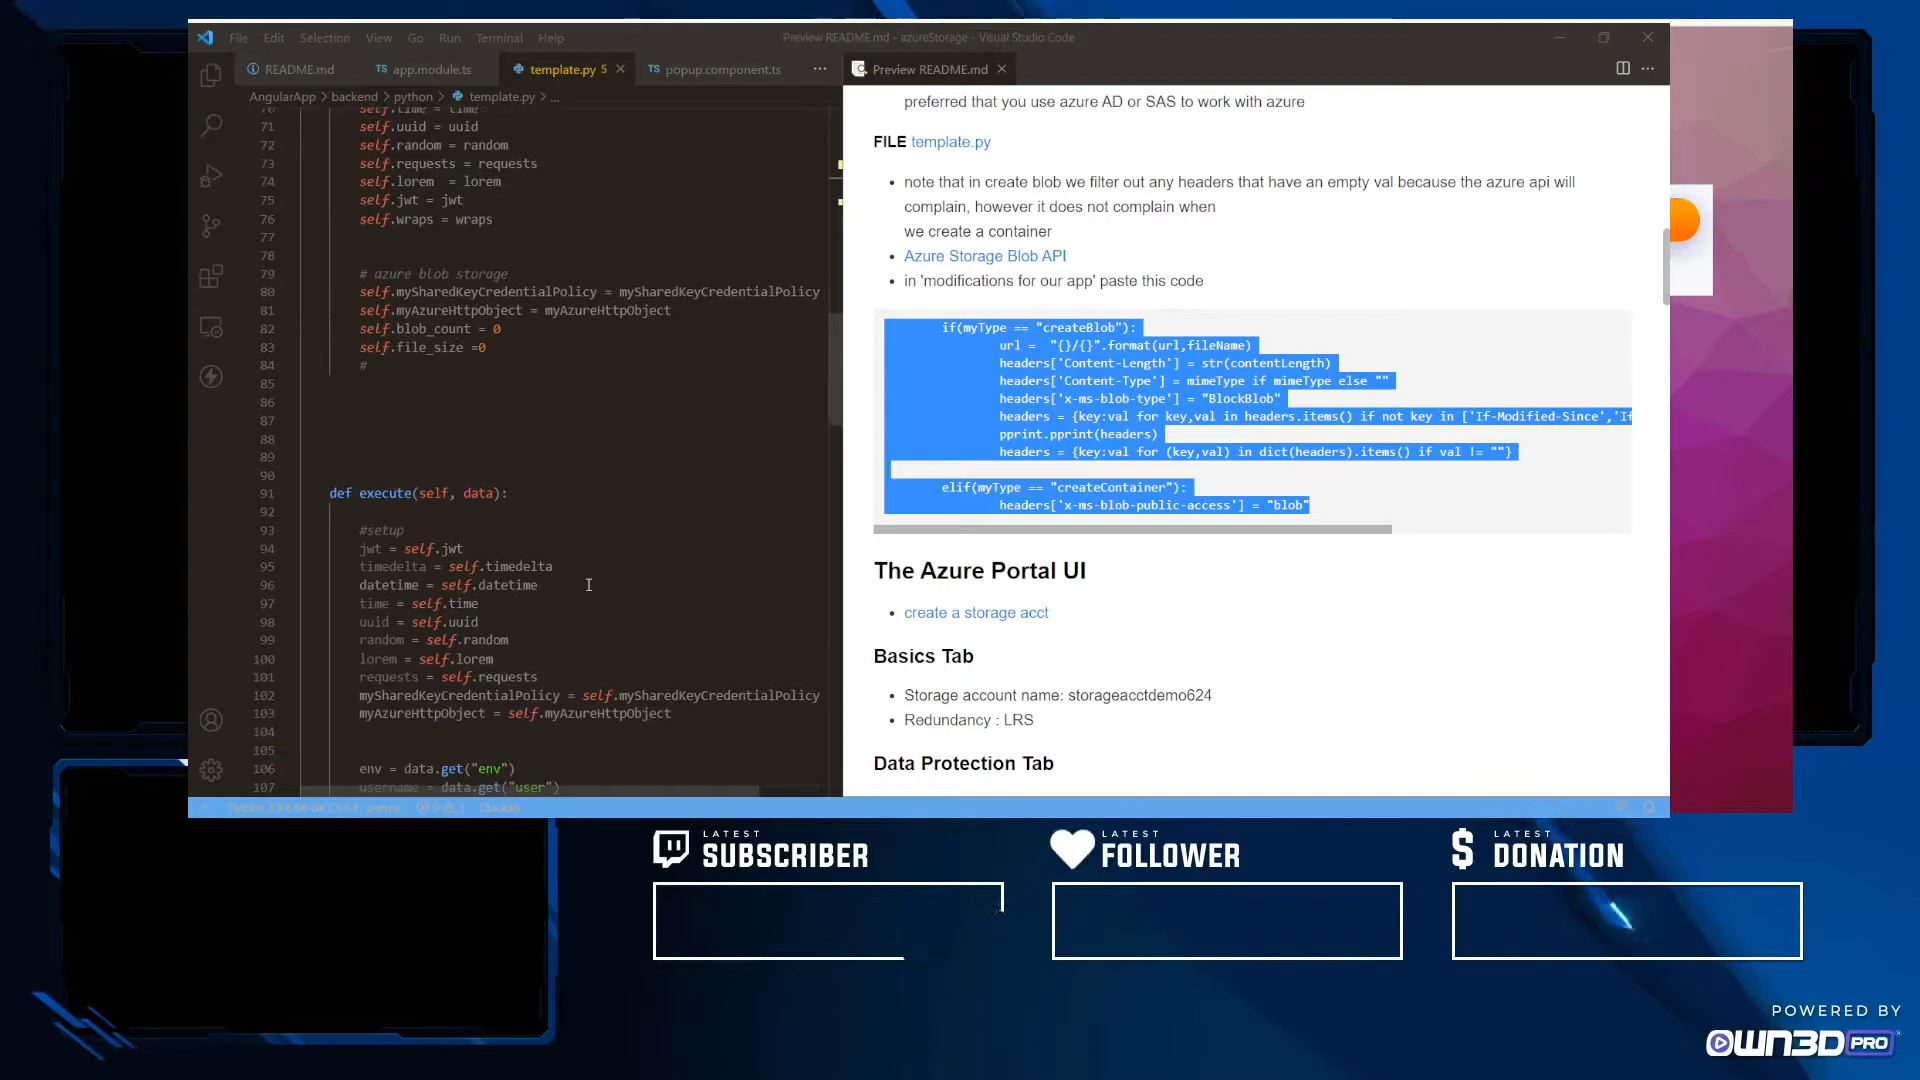 File Edit Selection View Go Run Terminal Help
Preview README.md - azureStorage - Visual Studio Code
README.md
TS app.module.ts
template.py 5
TS popup.component.ts
Preview README.md
AngularApp > backend > python > template.py > ...
70 self.time = time
71 self.uuid = uuid
72 self.random = random
73 self.requests = requests
74 self.lorem  = lorem
75 self.jwt = jwt
76 self.wraps = wraps
77
78
79 # azure blob storage
80 self.mySharedKeyCredentialPolicy = mySharedKeyCredentialPolicy
81 self.myAzureHttpObject = myAzureHttpObject
82 self.blob_count = 0
83 self.file_size =0
84 #
85
86
87
88
89
90
91 def execute(self, data):
92
93 #setup
94 jwt = self.jwt
95 timedelta = self.timedelta
96 datetime = self.datetime
97 time = self.time
98 uuid = self.uuid
99 random = self.random
100 lorem = self.lorem
101 requests = self.requests
102 mySharedKeyCredentialPolicy = self.mySharedKeyCredentialPolicy
103 myAzureHttpObject = self.myAzureHttpObject
104
105
106 env = data.get("env")
107 username = data.get("user")
preferred that you use azure AD or SAS to work with azure
FILE template.py
• note that in create blob we filter out any headers that have an empty val because the azure api will
complain, however it does not complain when
we create a container
• Azure Storage Blob API
• in 'modifications for our app' paste this code
if(myType == "createBlob"):
url =  "{}/{}".format(url,fileName)
headers['Content-Length'] = str(contentLength)
headers['Content-Type'] = mimeType if mimeType else ""
headers['x-ms-blob-type'] = "BlockBlob"
headers = {key:val for key,val in headers.items() if not key in ['If-Modified-Since','If
pprint.pprint(headers)
headers = {key:val for (key,val) in dict(headers).items() if val != ""}
elif(myType == "createContainer"):
headers['x-ms-blob-public-access'] = "blob"
The Azure Portal UI
• create a storage acct
Basics Tab
• Storage account name: storageacctdemo624
• Redundancy : LRS
Data Protection Tab
LATEST
SUBSCRIBER
LATEST
FOLLOWER
$ LATEST
DONATION
POWERED BY
OWN3D PRO